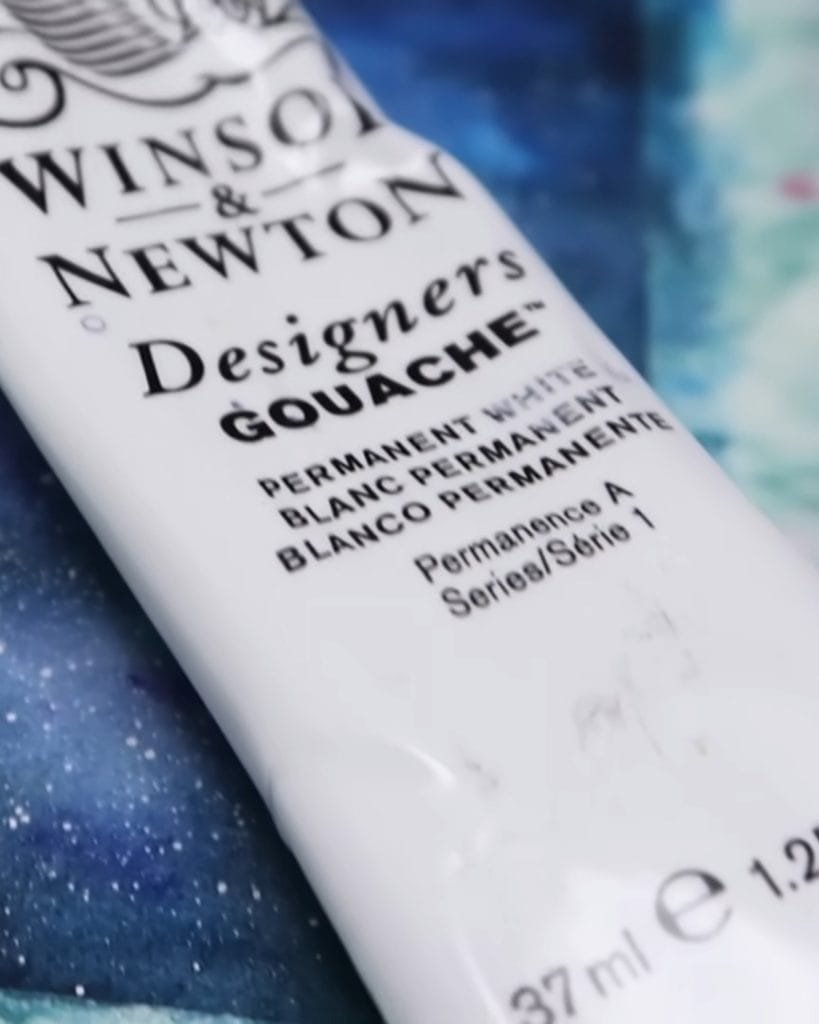 WINSO
&
NEWTON
Designers
GOUACHE™
PERMANENT WHITE
BLANC PERMANENT
BLANCO PERMANENTE
Permanence A
Series/Série 1
37 ml e 1.2